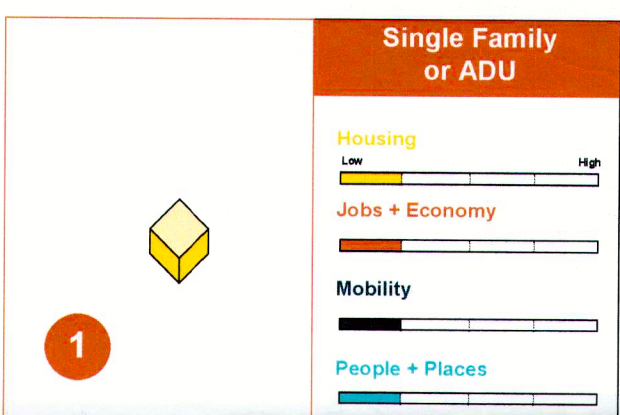 Single Family
or ADU
Housing
Low High
Jobs + Economy
Mobility
People + Places
1